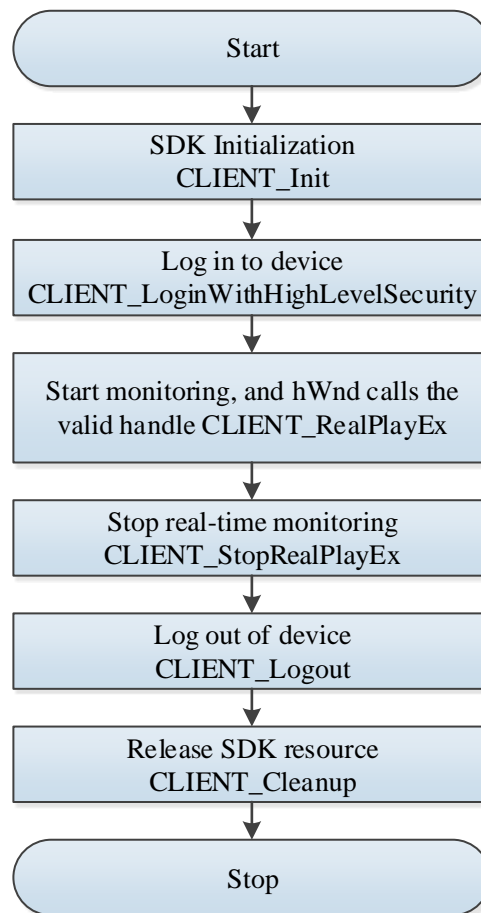 Start
SDK Initialization
CLIENT_Init
Log in to device
CLIENT_LoginWithHighLevelSecurity
Start monitoring, and hWnd calls the
valid handle CLIENT_RealPlayEx
Stop real-time monitoring
CLIENT_StopRealPlayEx
Log out of device
CLIENT_Logout
Release SDK resource
CLIENT_Cleanup
Stop